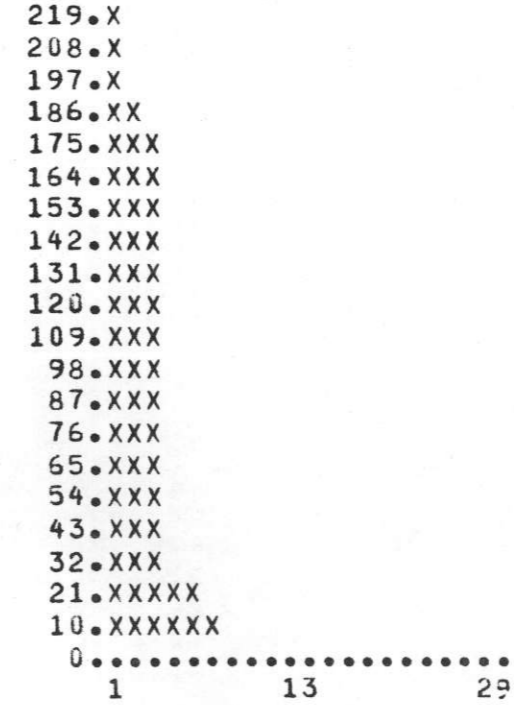 219.X
208.X
197.X
186.XX
175.XXX
164.XXX
153.XXX
142.XXX
131.XXX
120.XXX
109.XXX
98.XXX
87.XXX
76.XXX
65.XXX
54.XXX
43.XXX
32.XXX
21.XXXXX
10.XXXXXX
0.......................
1 13 29